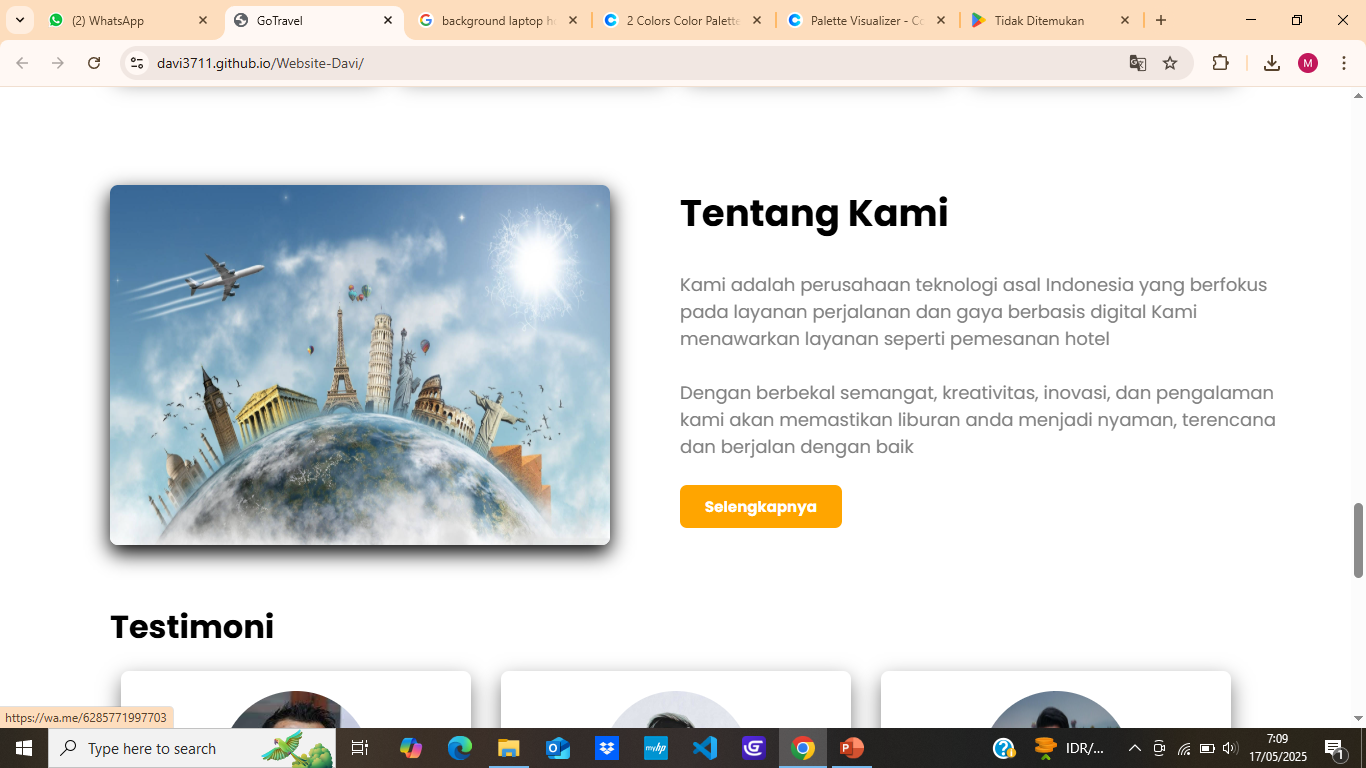 (2) WhatsApp
GoTravel
background laptop h
2 Colors Color Palette
Palette Visualizer - Co
Tidak Ditemukan
davi3711.github.io/Website-Davi/
M
Tentang Kami
Kami adalah perusahaan teknologi asal Indonesia yang berfokus
pada layanan perjalanan dan gaya berbasis digital Kami
menawarkan layanan seperti pemesanan hotel
Dengan berbekal semangat, kreativitas, inovasi, dan pengalaman
kami akan memastikan liburan anda menjadi nyaman, terencana
dan berjalan dengan baik
Selengkapnya
Testimoni
https://wa.me/6285771997703
Type here to search
myhp
IDR/...
7:09
17/05/2025
1